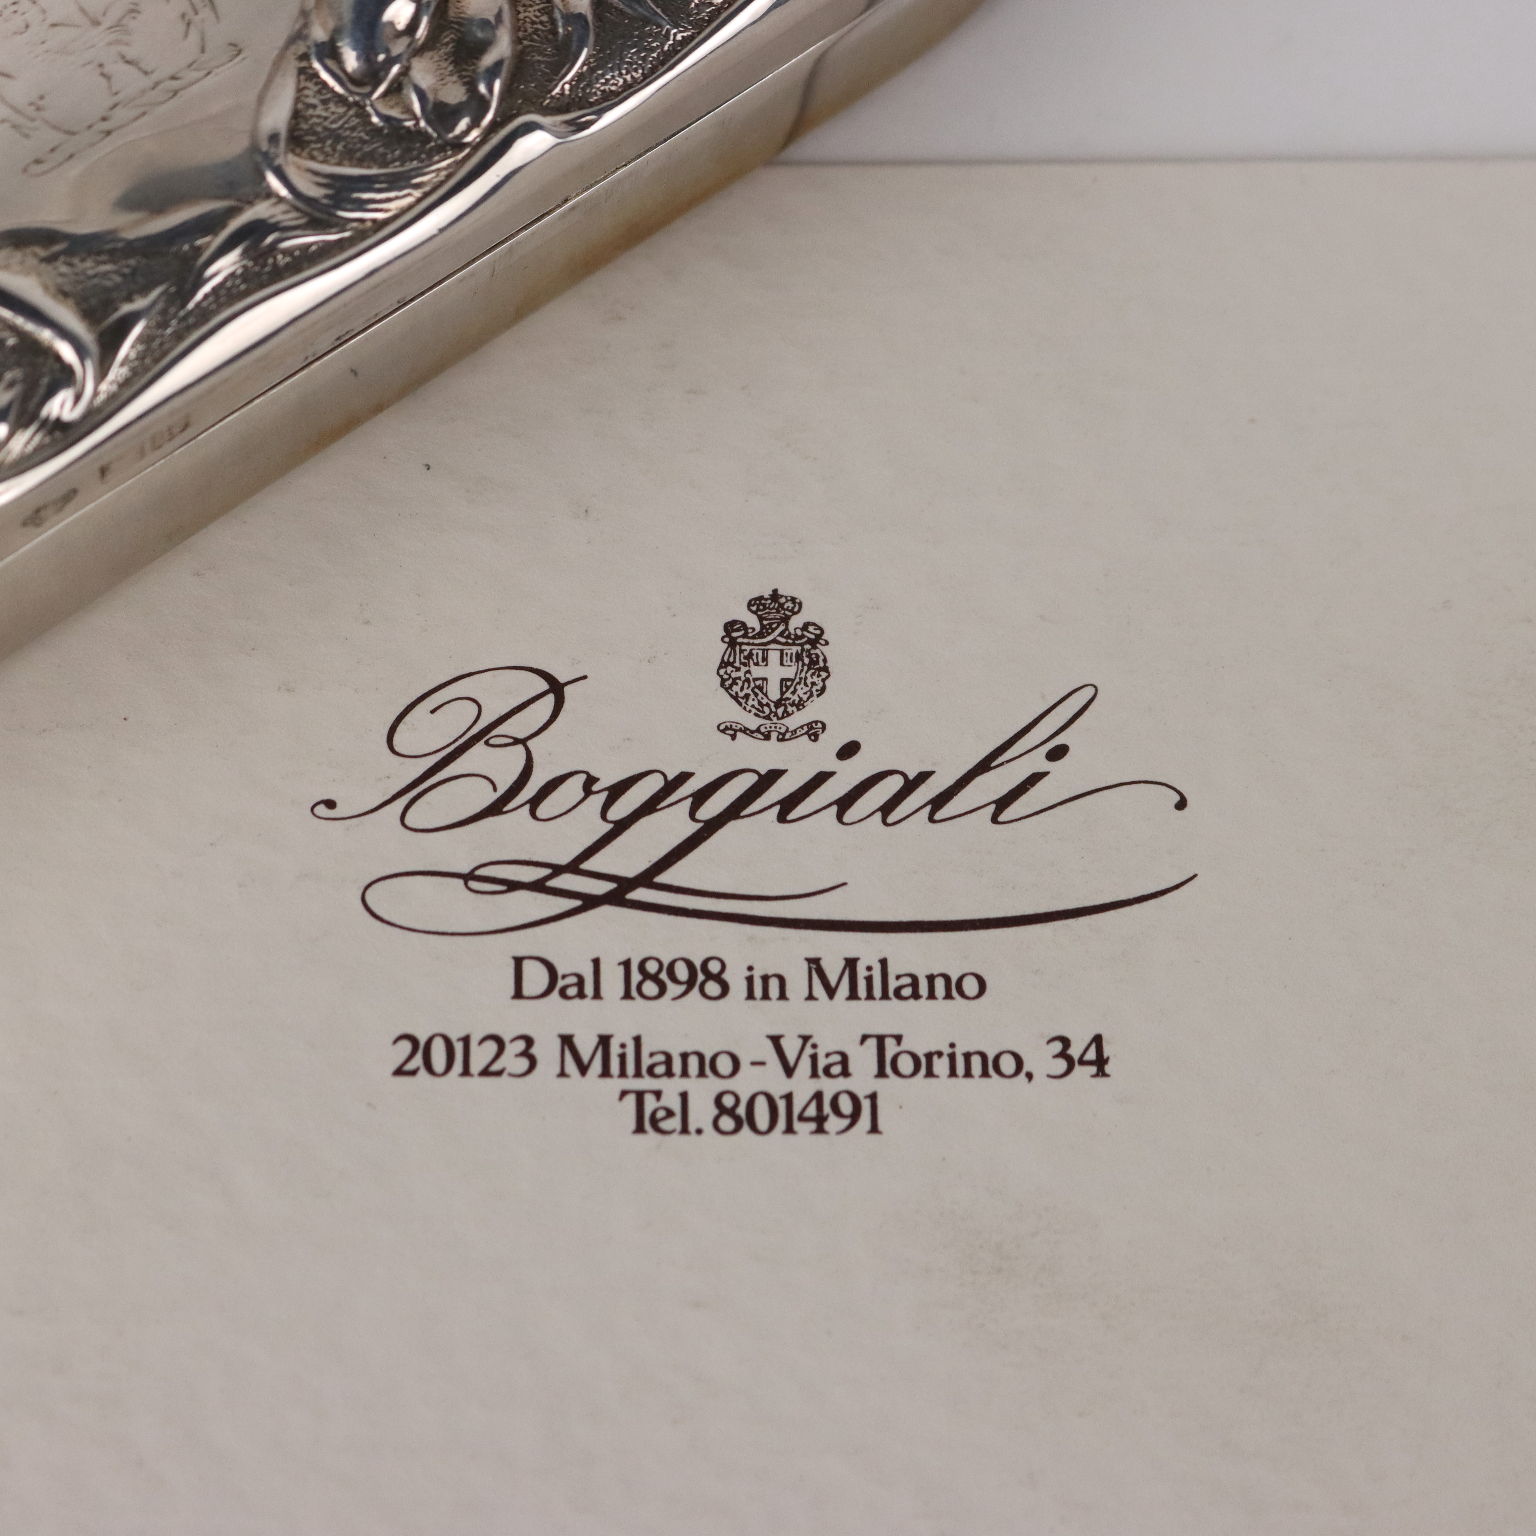 Boggiali
Dal 1898 in Milano
20123 Milano - Via Torino, 34
Tel. 801491